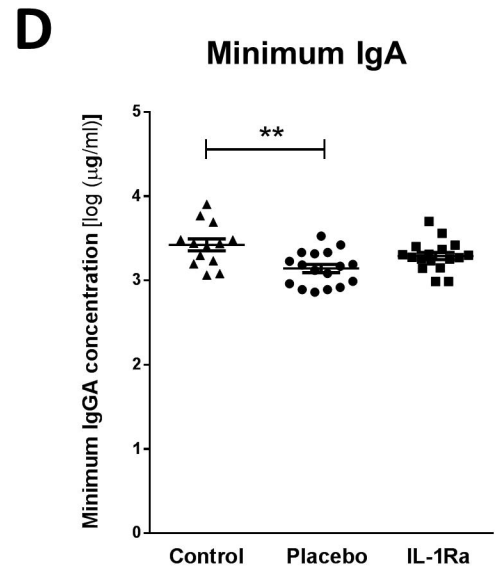 D
Minimum IgA
Minimum IgGA concentration [log (μg/ml)]
5
**
4
3
2
1
0
Control Placebo IL-1Ra